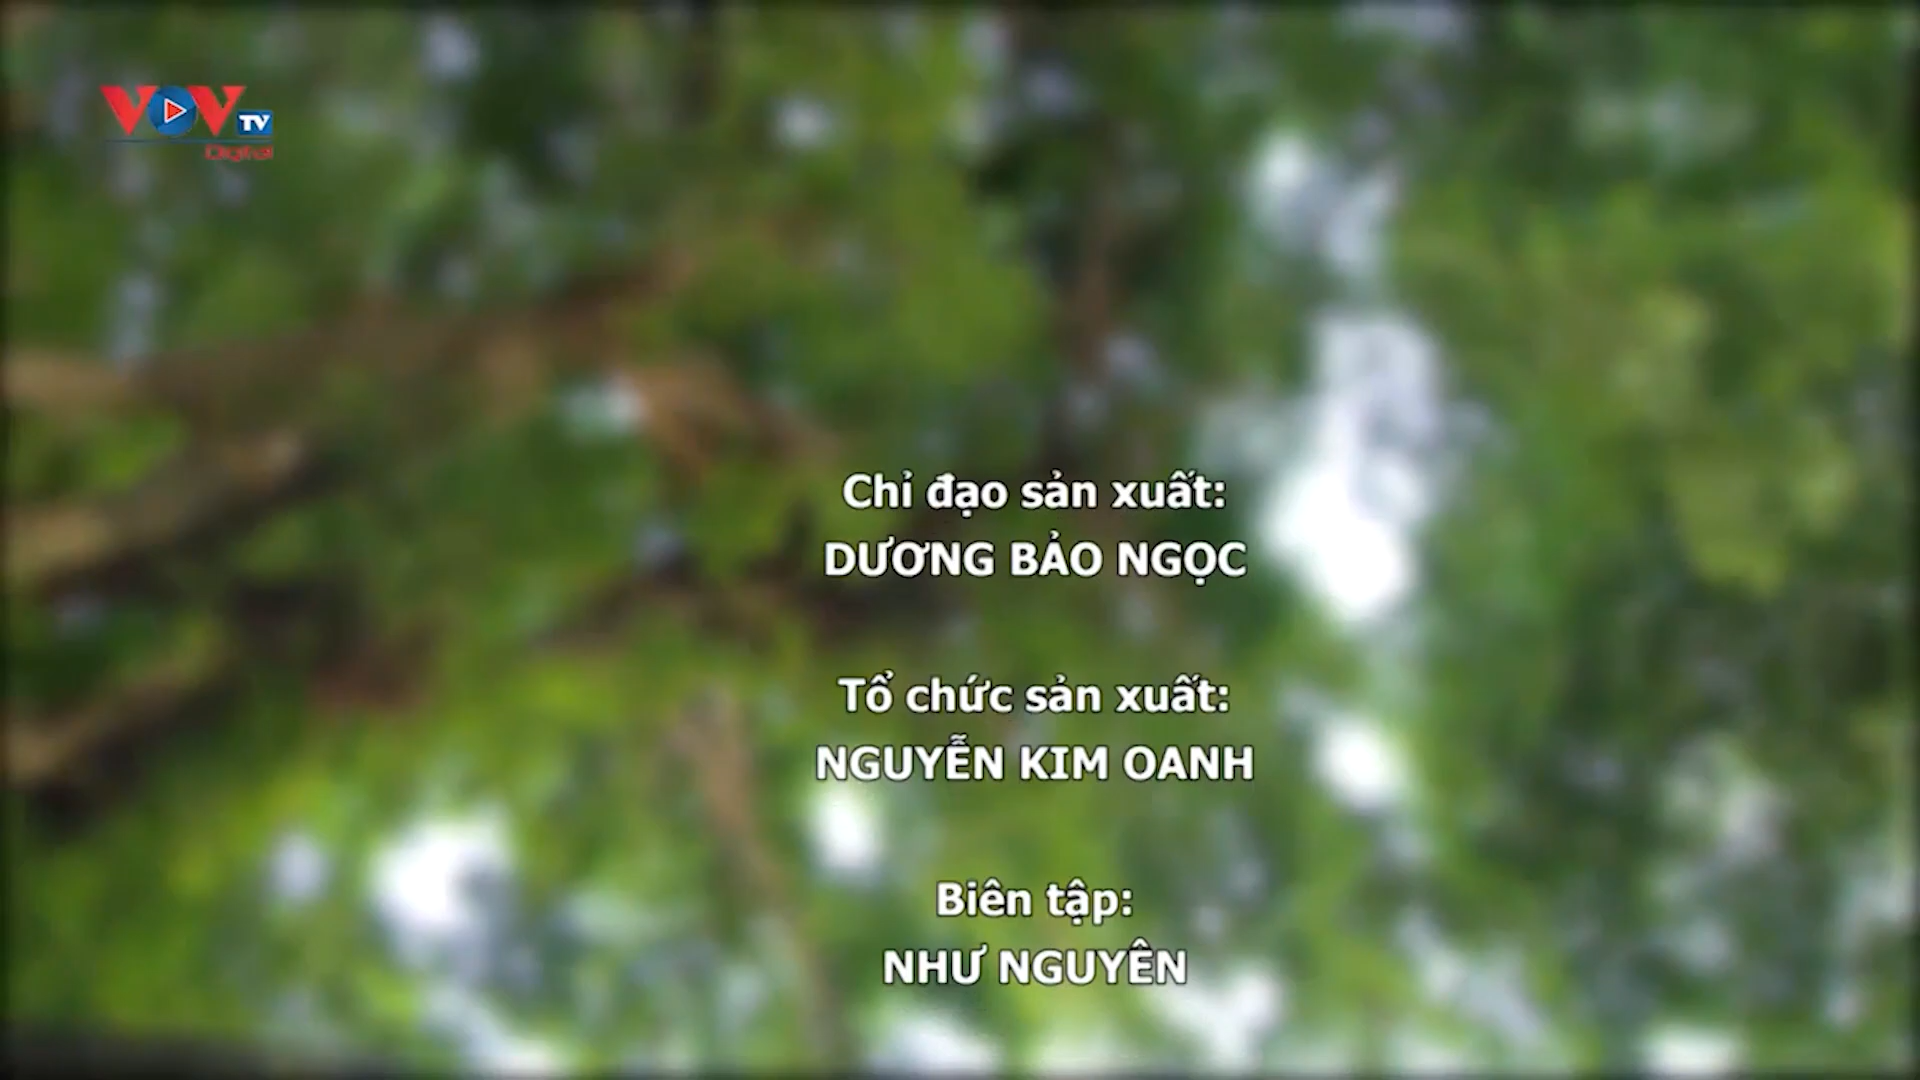 VOV TV
Digital
Chỉ đạo sản xuất:
DƯƠNG BẢO NGỌC
Tổ chức sản xuất:
NGUYỄN KIM OANH
Biên tập:
NHƯ NGUYÊN